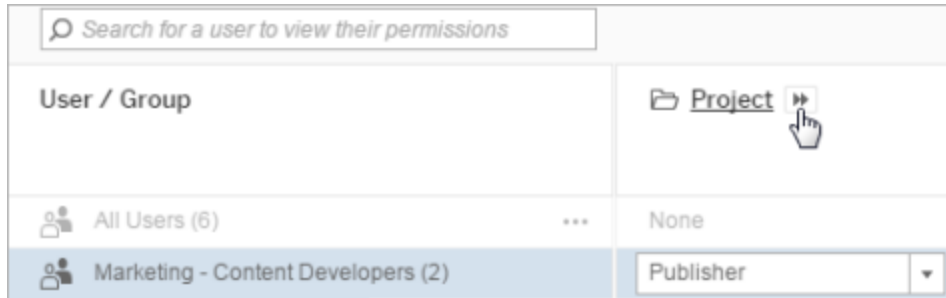 Search for a user to view their permissions
User / Group
Project
All Users (6)
...
None
Marketing - Content Developers (2)
Publisher